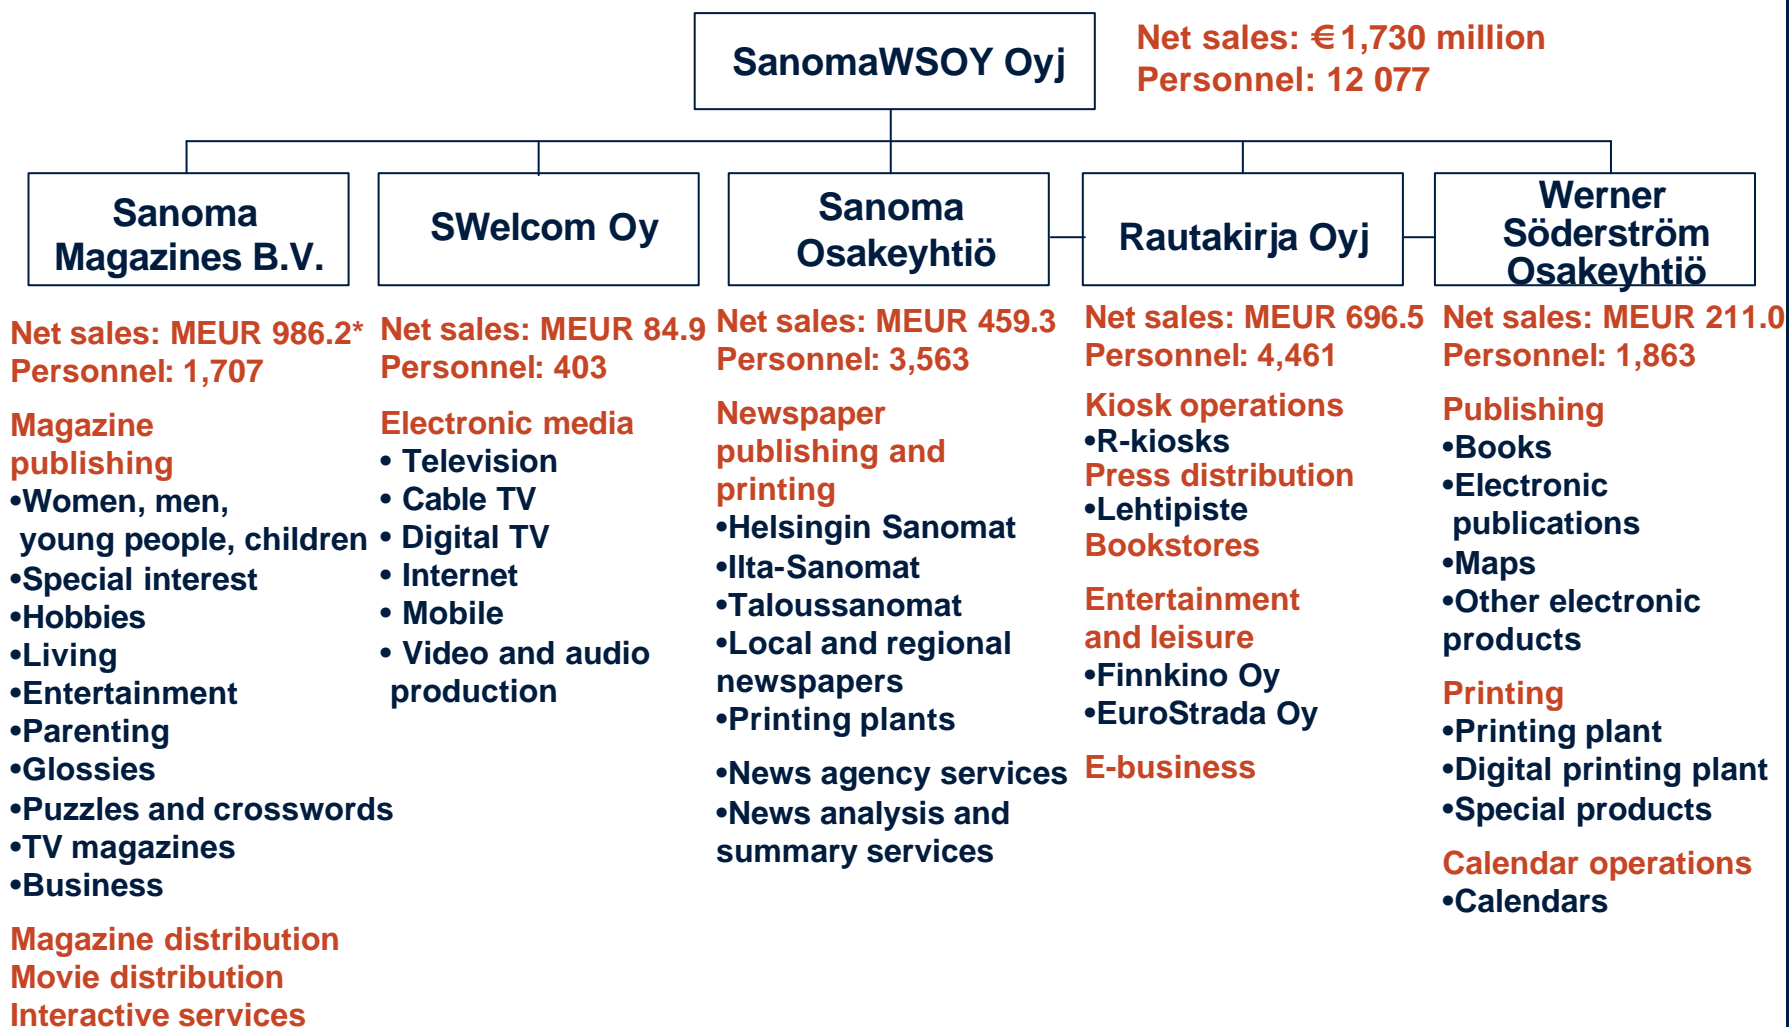 SanomaWSOY Oyj
Net sales: €1,730 million
Personnel: 12 077
Sanoma
Magazines B.V.
Net sales: MEUR 986.2*
Personnel: 1,707
Magazine
publishing
•Women, men,
young people, children
•Special interest
•Hobbies
•Living
•Entertainment
•Parenting
•Glossies
•Puzzles and crosswords
•TV magazines
•Business
Magazine distribution
Movie distribution
Interactive services
SWelcom Oy
Net sales: MEUR 84.9
Personnel: 403
Electronic media
• Television
• Cable TV
• Digital TV
• Internet
• Mobile
• Video and audio
production
Sanoma
Osakeyhtiö
Net sales: MEUR 459.3
Personnel: 3,563
Newspaper
publishing and
printing
•Helsingin Sanomat
•Ilta-Sanomat
•Taloussanomat
•Local and regional
newspapers
•Printing plants
•News agency services
•News analysis and
summary services
Rautakirja Oyj
Net sales: MEUR 696.5
Personnel: 4,461
Kiosk operations
•R-kiosks
Press distribution
•Lehtipiste
Bookstores
Entertainment
and leisure
•Finnkino Oy
•EuroStrada Oy
E-business
Werner
Söderström
Osakeyhtiö
Net sales: MEUR 211.0
Personnel: 1,863
Publishing
•Books
•Electronic
publications
•Maps
•Other electronic
products
Printing
•Printing plant
•Digital printing plant
•Special products
Calendar operations
•Calendars